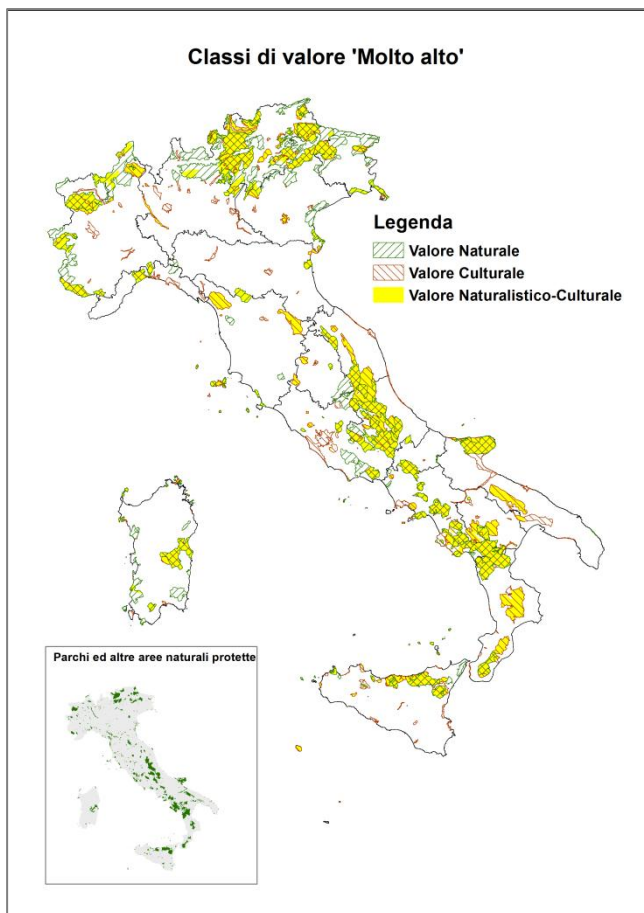 Classi di valore 'Molto alto'
Legenda
Valore Naturale
Valore Culturale
Valore Naturalistico-Culturale
Parchi ed altre aree naturali protette